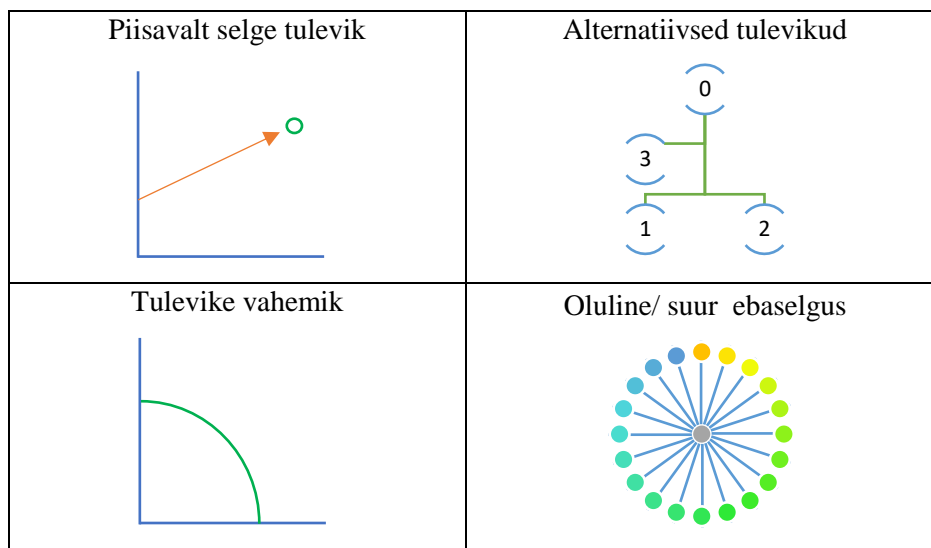 Piisavalt selge tulevik
Alternatiivsed tulevikud
0
3
1
2
Tulevike vahemik
Oluline/ suur ebaselgus